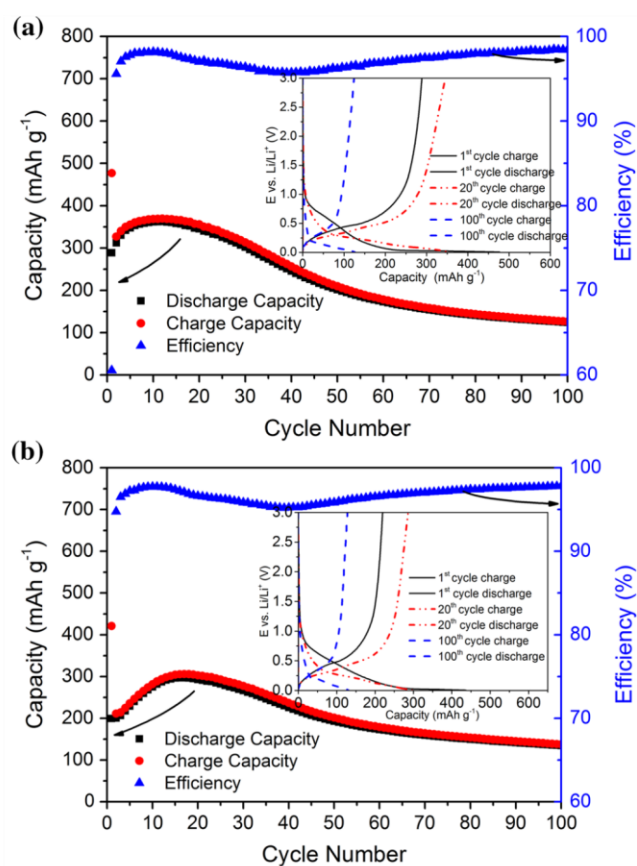 (a)
800
700
600
500
400
300
200
100
0
Capacity (mAh g⁻¹)
0 10 20 30 40 50 60 70 80 90 100
Cycle Number
100
90
80
70
60
Efficiency (%)
Discharge Capacity
Charge Capacity
Efficiency
3.0
2.5
2.0
1.5
1.0
0.5
0.0
E vs. Li/Li⁺ (V)
0 100 200 300 400 500 600
Capacity (mAh g⁻¹)
1ˢᵗ cycle charge
1ˢᵗ cycle discharge
20ᵗʰ cycle charge
20ᵗʰ cycle discharge
100ᵗʰ cycle charge
100ᵗʰ cycle discharge
(b)
800
700
600
500
400
300
200
100
0
Capacity (mAh g⁻¹)
0 10 20 30 40 50 60 70 80 90 100
Cycle Number
100
90
80
70
60
Efficiency (%)
Discharge Capacity
Charge Capacity
Efficiency
3.0
2.5
2.0
1.5
1.0
0.5
0.0
E vs. Li/Li⁺ (V)
0 100 200 300 400 500 600
Capacity (mAh g⁻¹)
1ˢᵗ cycle charge
1ˢᵗ cycle discharge
20ᵗʰ cycle charge
20ᵗʰ cycle discharge
100ᵗʰ cycle charge
100ᵗʰ cycle discharge